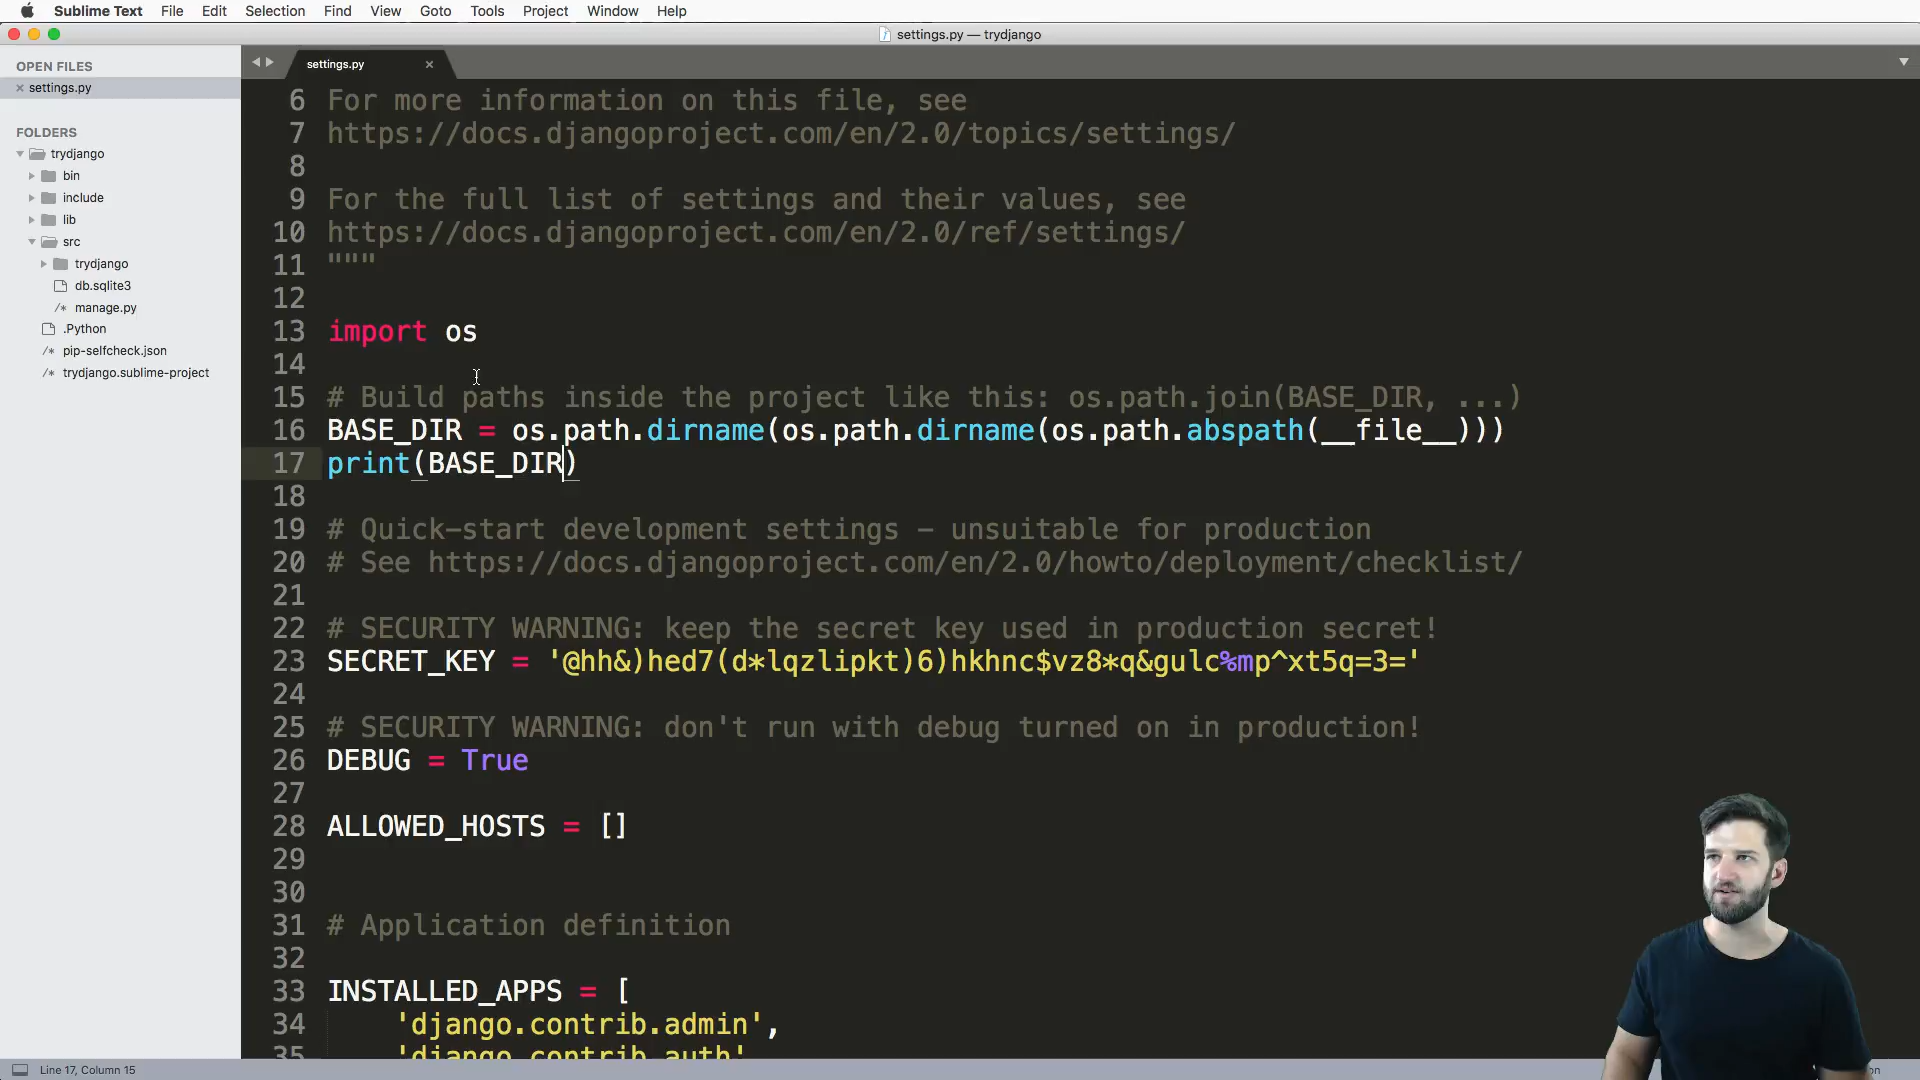 Sublime Text File Edit Selection Find View Goto Tools Project Window Help
settings.py — trydjango
OPEN FILES
settings.py
FOLDERS
trydjango
bin
include
lib
src
trydjango
db.sqlite3
manage.py
.Python
pip-selfcheck.json
trydjango.sublime-project
settings.py
6 For more information on this file, see
7 https://docs.djangoproject.com/en/2.0/topics/settings/
8
9 For the full list of settings and their values, see
10 https://docs.djangoproject.com/en/2.0/ref/settings/
11 """
12
13 import os
14
15 # Build paths inside the project like this: os.path.join(BASE_DIR, ...)
16 BASE_DIR = os.path.dirname(os.path.dirname(os.path.abspath(__file__)))
17 print(BASE_DIR)
18
19 # Quick-start development settings - unsuitable for production
20 # See https://docs.djangoproject.com/en/2.0/howto/deployment/checklist/
21
22 # SECURITY WARNING: keep the secret key used in production secret!
23 SECRET_KEY = '@hh&)hed7(d*lqzlipkt)6)hkhnc$vz8*q&gulc%mp^xt5q=3='
24
25 # SECURITY WARNING: don't run with debug turned on in production!
26 DEBUG = True
27
28 ALLOWED_HOSTS = []
29
30
31 # Application definition
32
33 INSTALLED_APPS = [
34 'django.contrib.admin',
35 'django.contrib.auth'
Line 17, Column 15